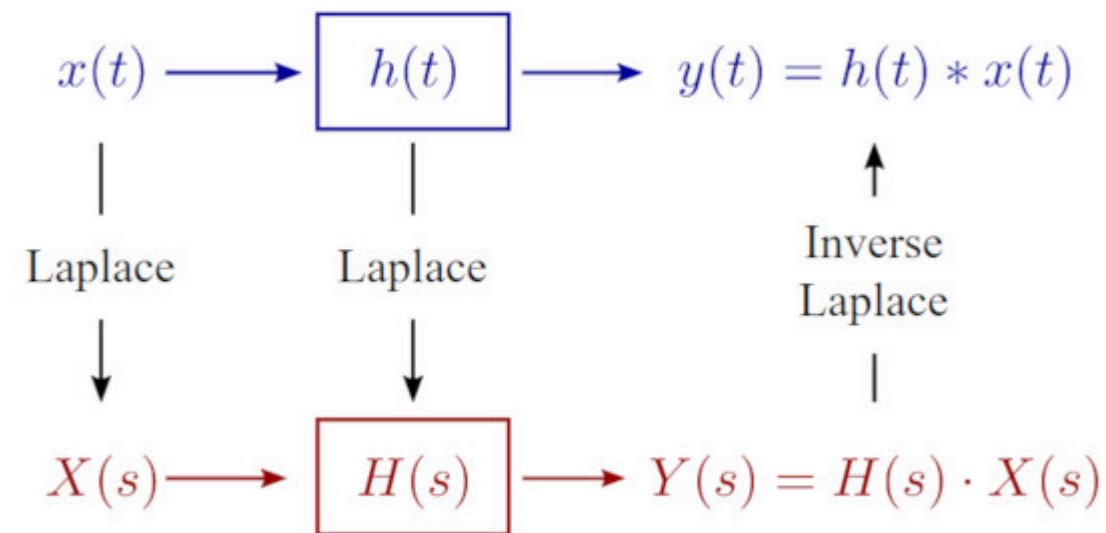 x(t) h(t) y(t) = h(t) * x(t)
Laplace Laplace Inverse
Laplace
X(s) H(s) Y(s) = H(s) · X(s)